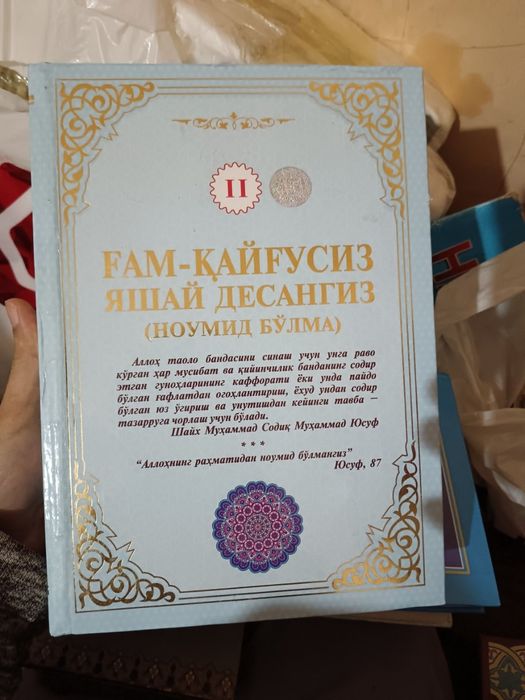 II
ҒАМ-ҚАЙҒУСИЗ
ЯШАЙ ДЕСАНГИЗ
(НОУМИД БЎЛМА)
Аллоҳ таоло бандасини синаш учун унга раво
кўрган ҳар мусибат ва қийинчилик банданинг содир
этган гуноҳларининг каффорати ёки унда пайдо
бўлган ғафлатдан огоҳлантириш, ёхуд ундан содир
бўлган юз ўгириш ва унутишдан кейинги тавба –
тазарруга чорлаш учун бўлади.
Шайх Муҳаммад Содиқ Муҳаммад Юсуф
* * *
“Аллоҳнинг раҳматидан ноумид бўлмангиз”
Юсуф, 87